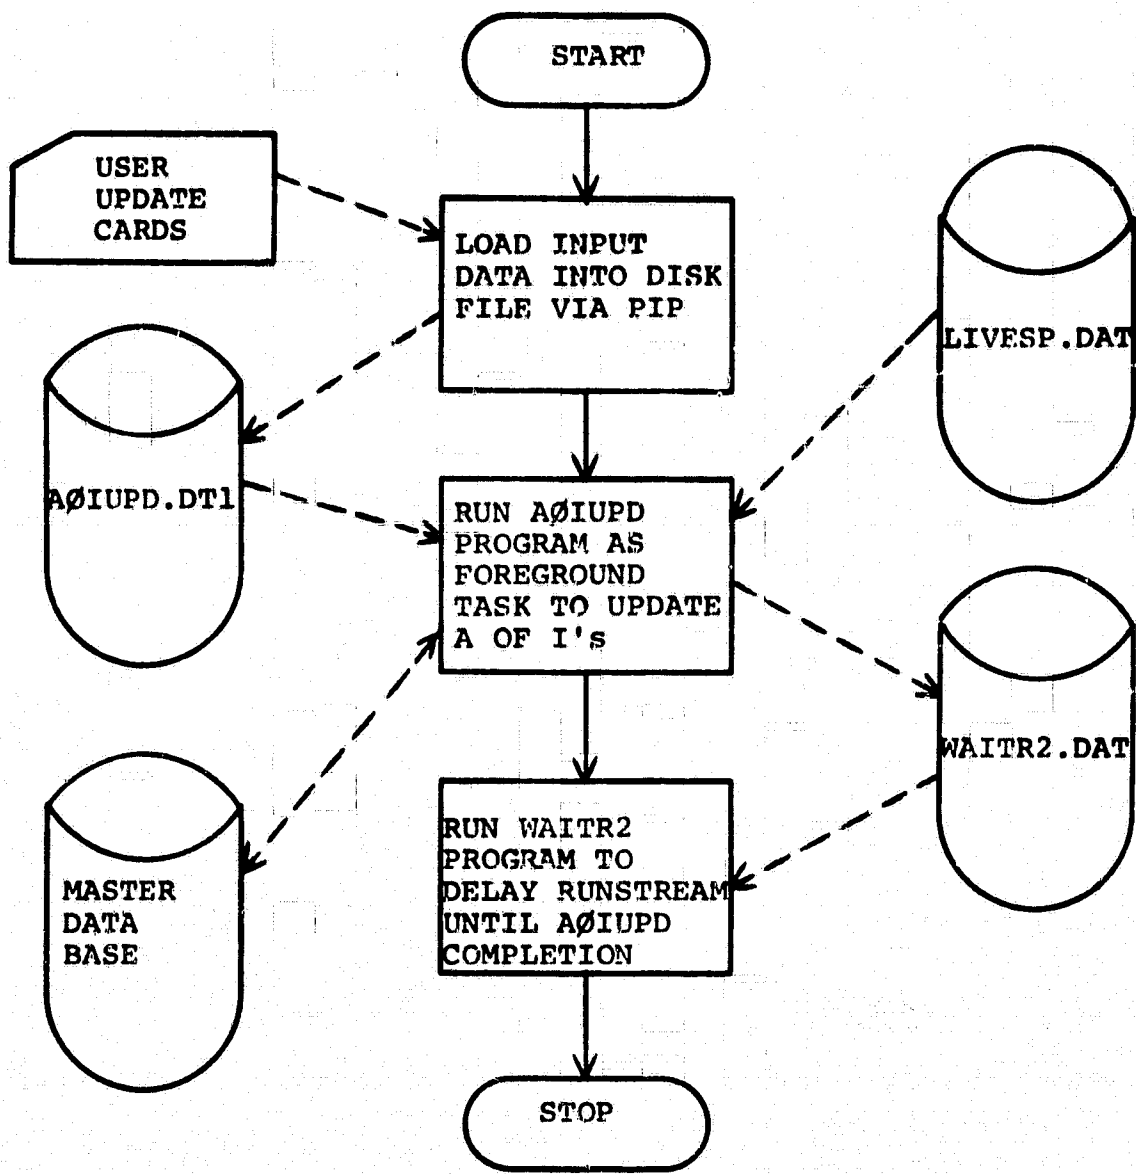 START
USER
UPDATE
CARDS
LOAD INPUT
DATA INTO DISK
FILE VIA PIP
LIVESP.DAT
AØIUPD.DT1
RUN AØIUPD
PROGRAM AS
FOREGROUND
TASK TO UPDATE
A OF I's
WAITR2.DAT
MASTER
DATA
BASE
RUN WAITR2
PROGRAM TO
DELAY RUNSTREAM
UNTIL AØIUPD
COMPLETION
STOP